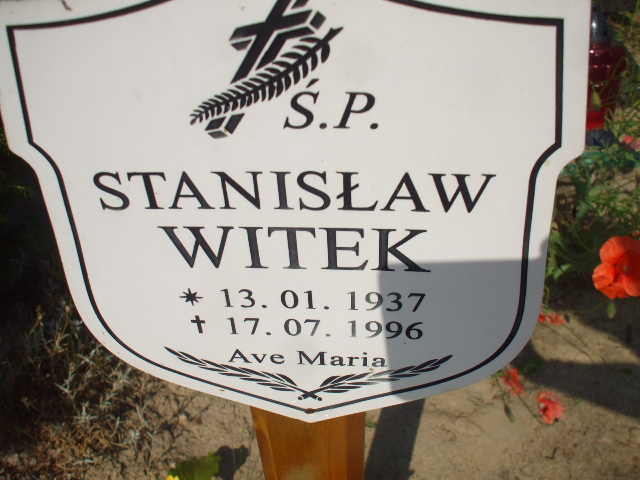 Ś.P.
STANISŁAW
WITEK
* 13. 01. 1937
✝ 17. 07. 1996
Ave Maria